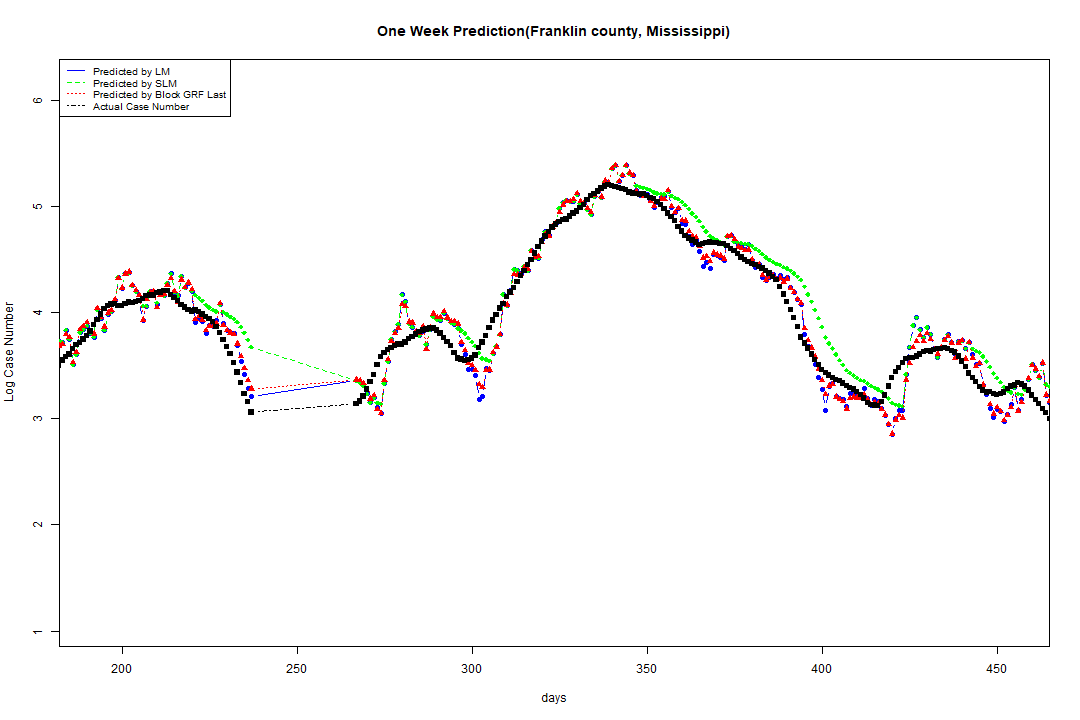 One Week Prediction(Franklin county, Mississippi)
Predicted by LM
Predicted by SLM
Predicted by Block GRF Last
Actual Case Number
Log Case Number
6
5
4
3
2
1
200 250 300 350 400 450
days